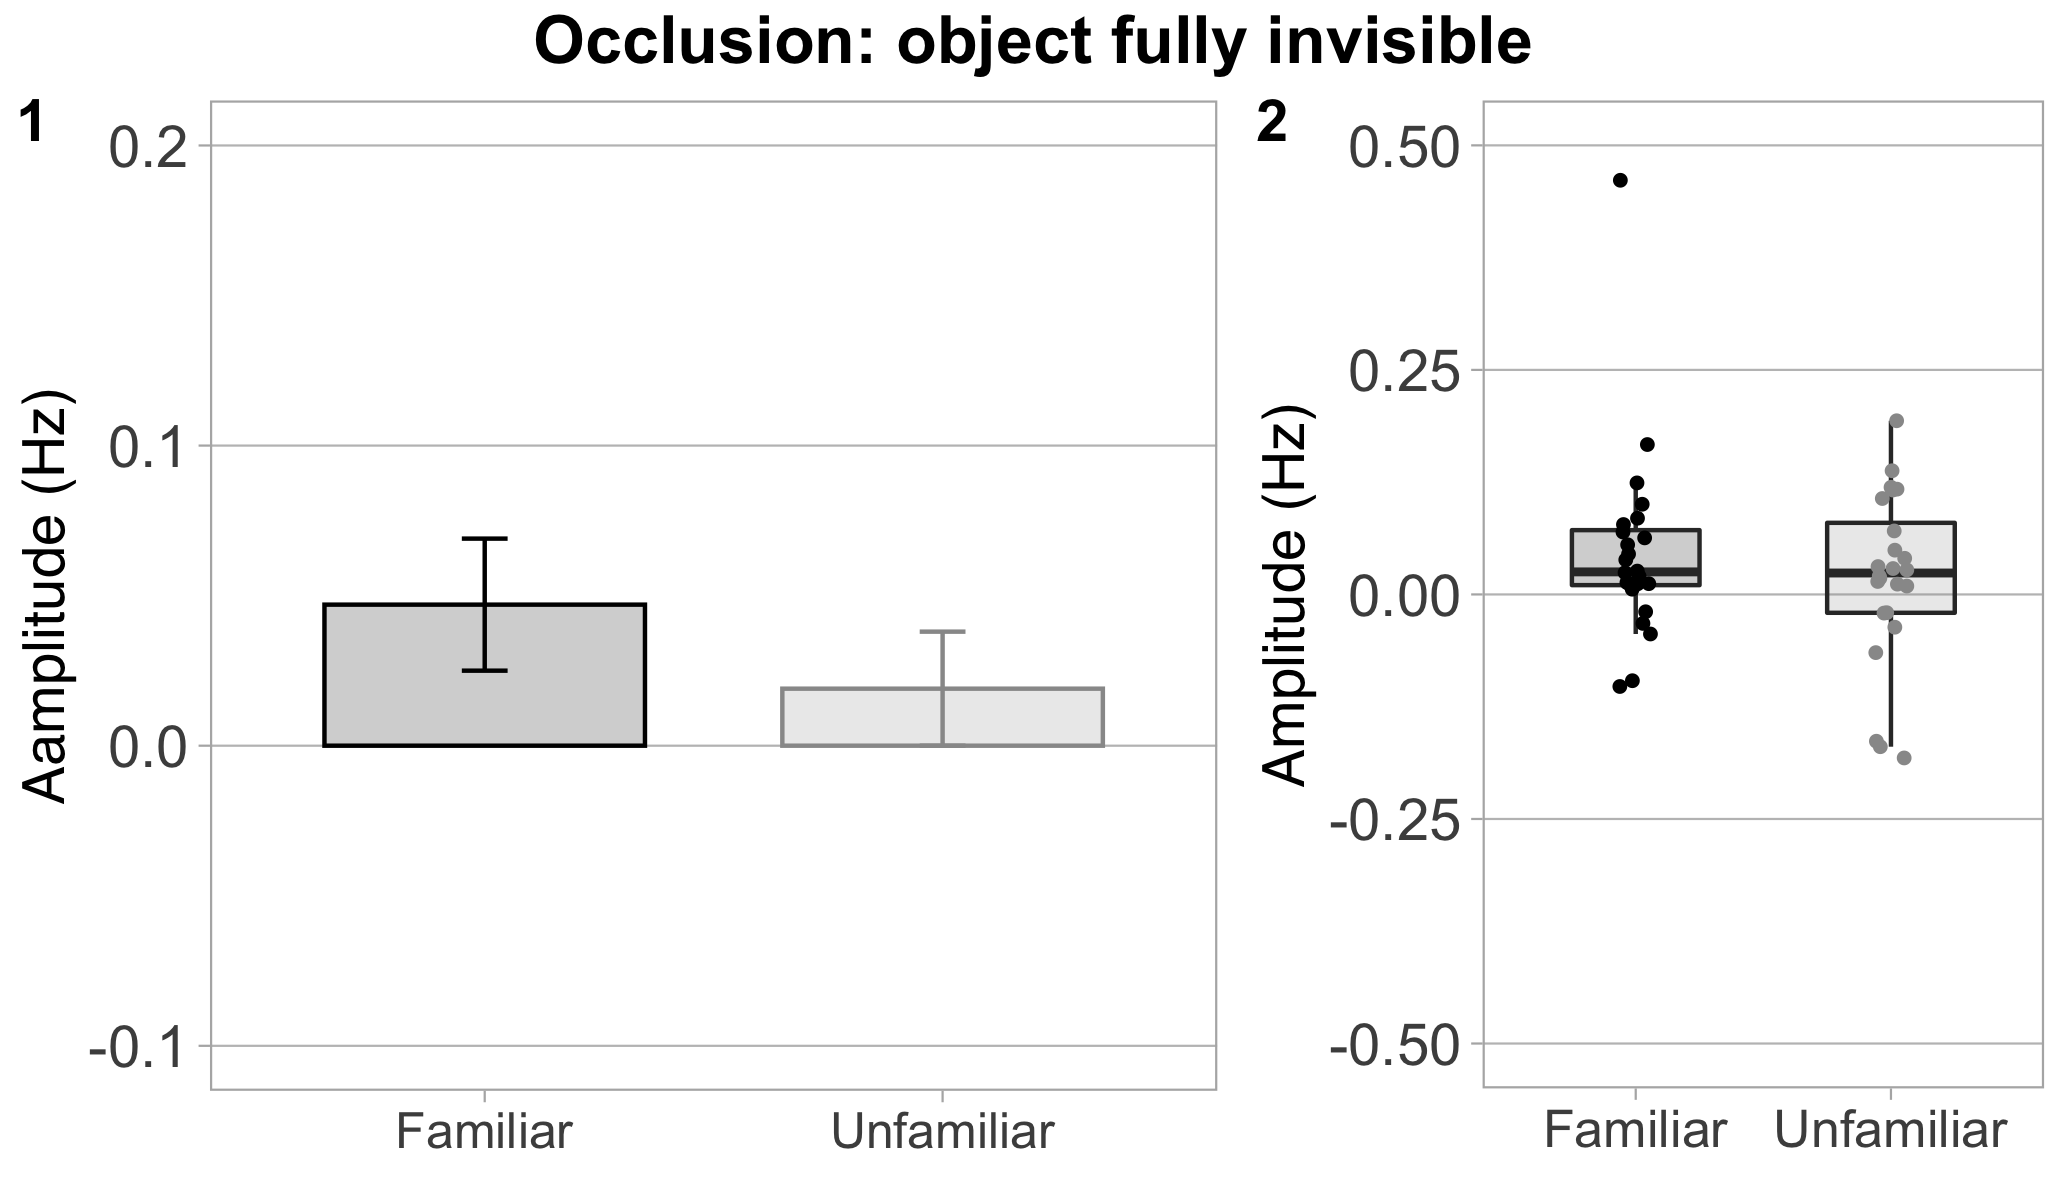 Occlusion: object fully invisible
1
Aamplitude (Hz)
0.2
0.1
0.0
-0.1
Familiar
Unfamiliar
2
Amplitude (Hz)
0.50
0.25
0.00
-0.25
-0.50
Familiar
Unfamiliar